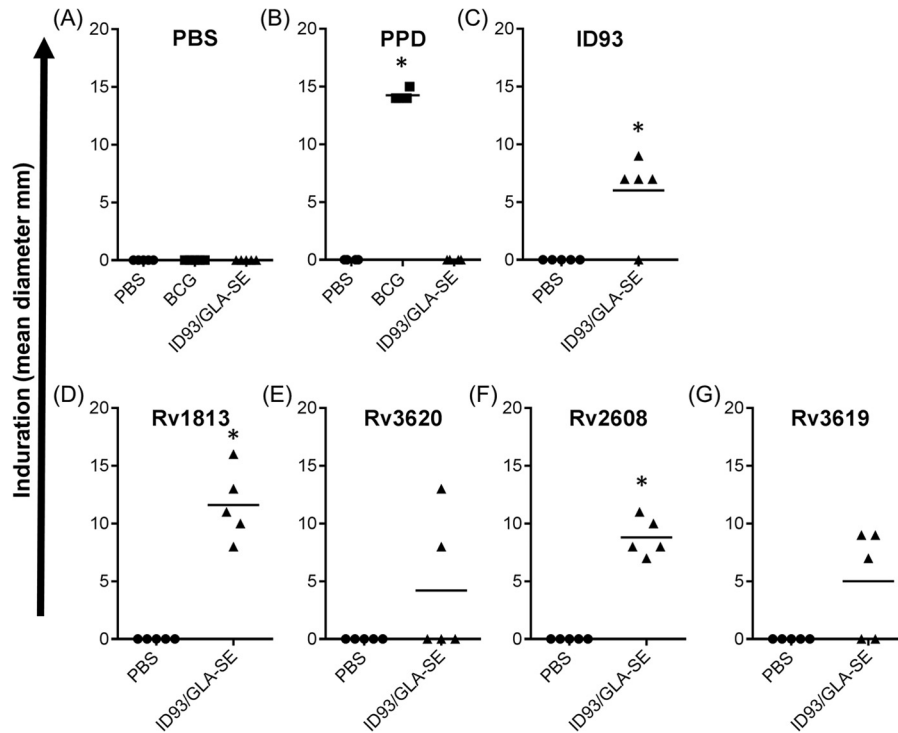 Induration (mean diameter mm)
(A)
PBS
20
15
10
5
0
PBS
BCG
ID93/GLA-SE
(B)
PPD
*
20
15
10
5
0
PBS
BCG
ID93/GLA-SE
(C)
ID93
*
20
15
10
5
0
PBS
ID93/GLA-SE
(D)
Rv1813
*
20
15
10
5
0
PBS
ID93/GLA-SE
(E)
Rv3620
20
15
10
5
0
PBS
ID93/GLA-SE
(F)
Rv2608
*
20
15
10
5
0
PBS
ID93/GLA-SE
(G)
Rv3619
20
15
10
5
0
PBS
ID93/GLA-SE